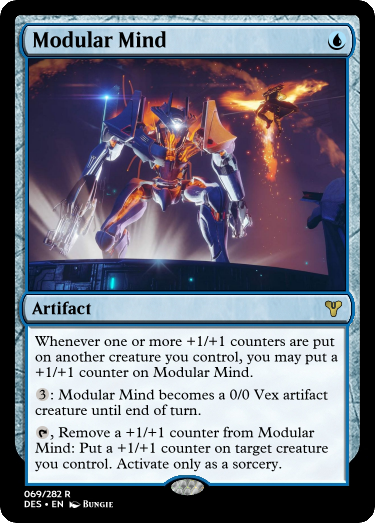 Modular Mind
Artifact
Whenever one or more +1/+1 counters are put
on another creature you control, you may put a
+1/+1 counter on Modular Mind.
3: Modular Mind becomes a 0/0 Vex artifact
creature until end of turn.
, Remove a +1/+1 counter from Modular
Mind: Put a +1/+1 counter on target creature
you control. Activate only as a sorcery.
069/282 R
DES • EN Bungie